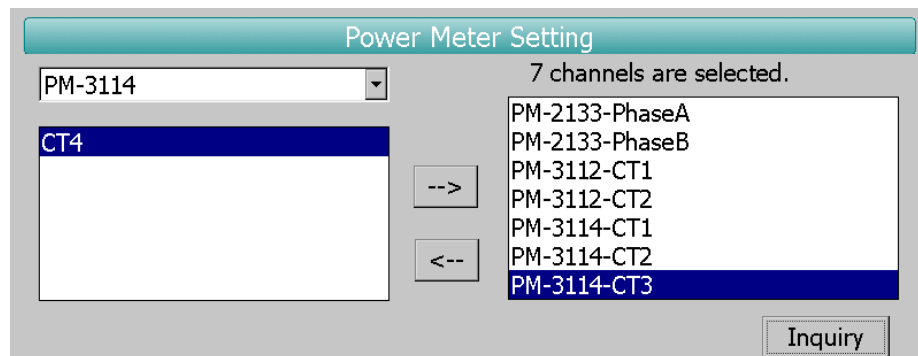 Power Meter Setting
PM-3114
7 channels are selected.
CT4
-->
<--
PM-2133-PhaseA
PM-2133-PhaseB
PM-3112-CT1
PM-3112-CT2
PM-3114-CT1
PM-3114-CT2
PM-3114-CT3
Inquiry